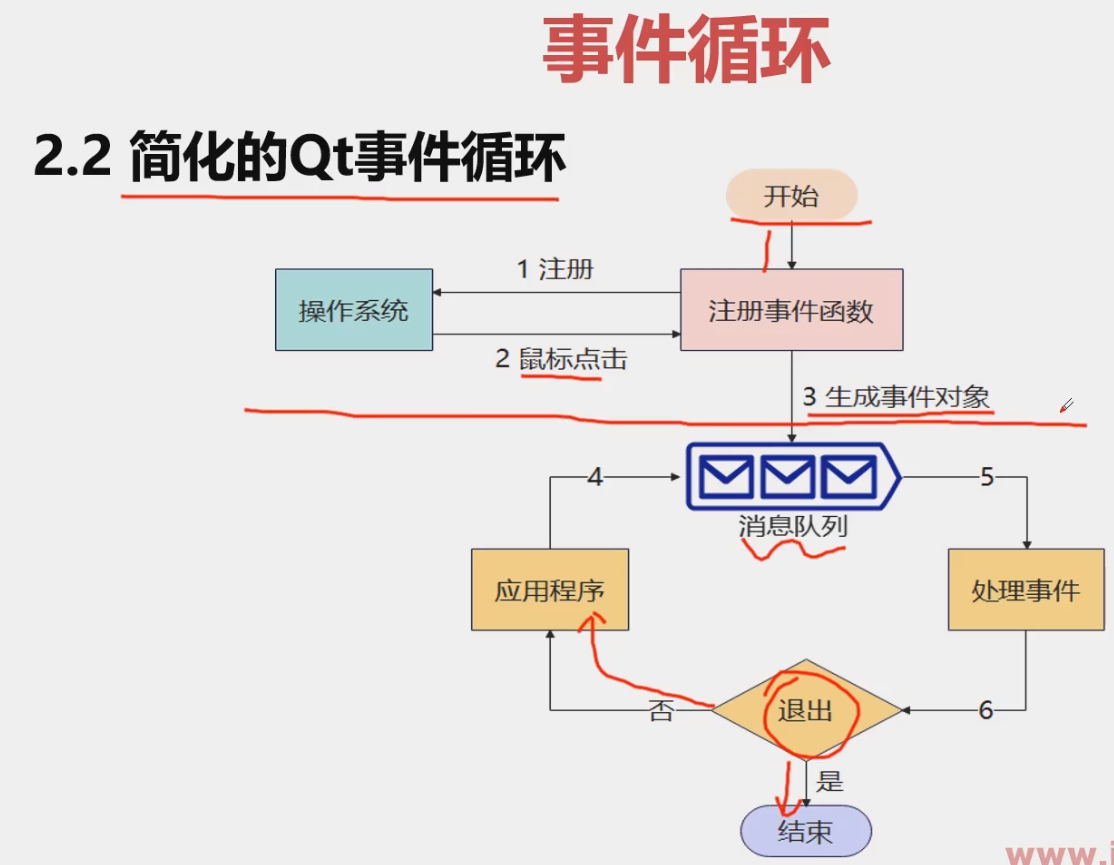 事件循环
2.2 简化的Qt事件循环
开始
1 注册
操作系统
注册事件函数
2 鼠标点击
3 生成事件对象
4
5
消息队列
应用程序
处理事件
退出
否
6
是
结束
www.